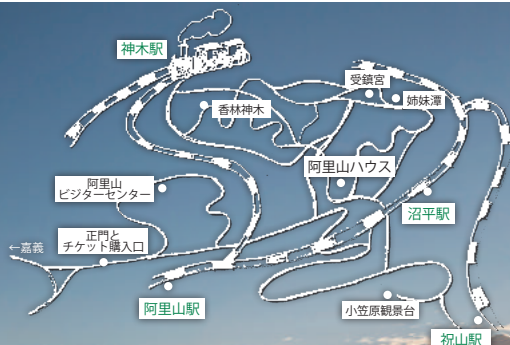 神木駅
受鎮宮
姉妹潭
香林神木
阿里山ハウス
阿里山
ビジターセンター
沼平駅
正門と
チケット購入口
←嘉義
阿里山駅
小笠原観景台
祝山駅